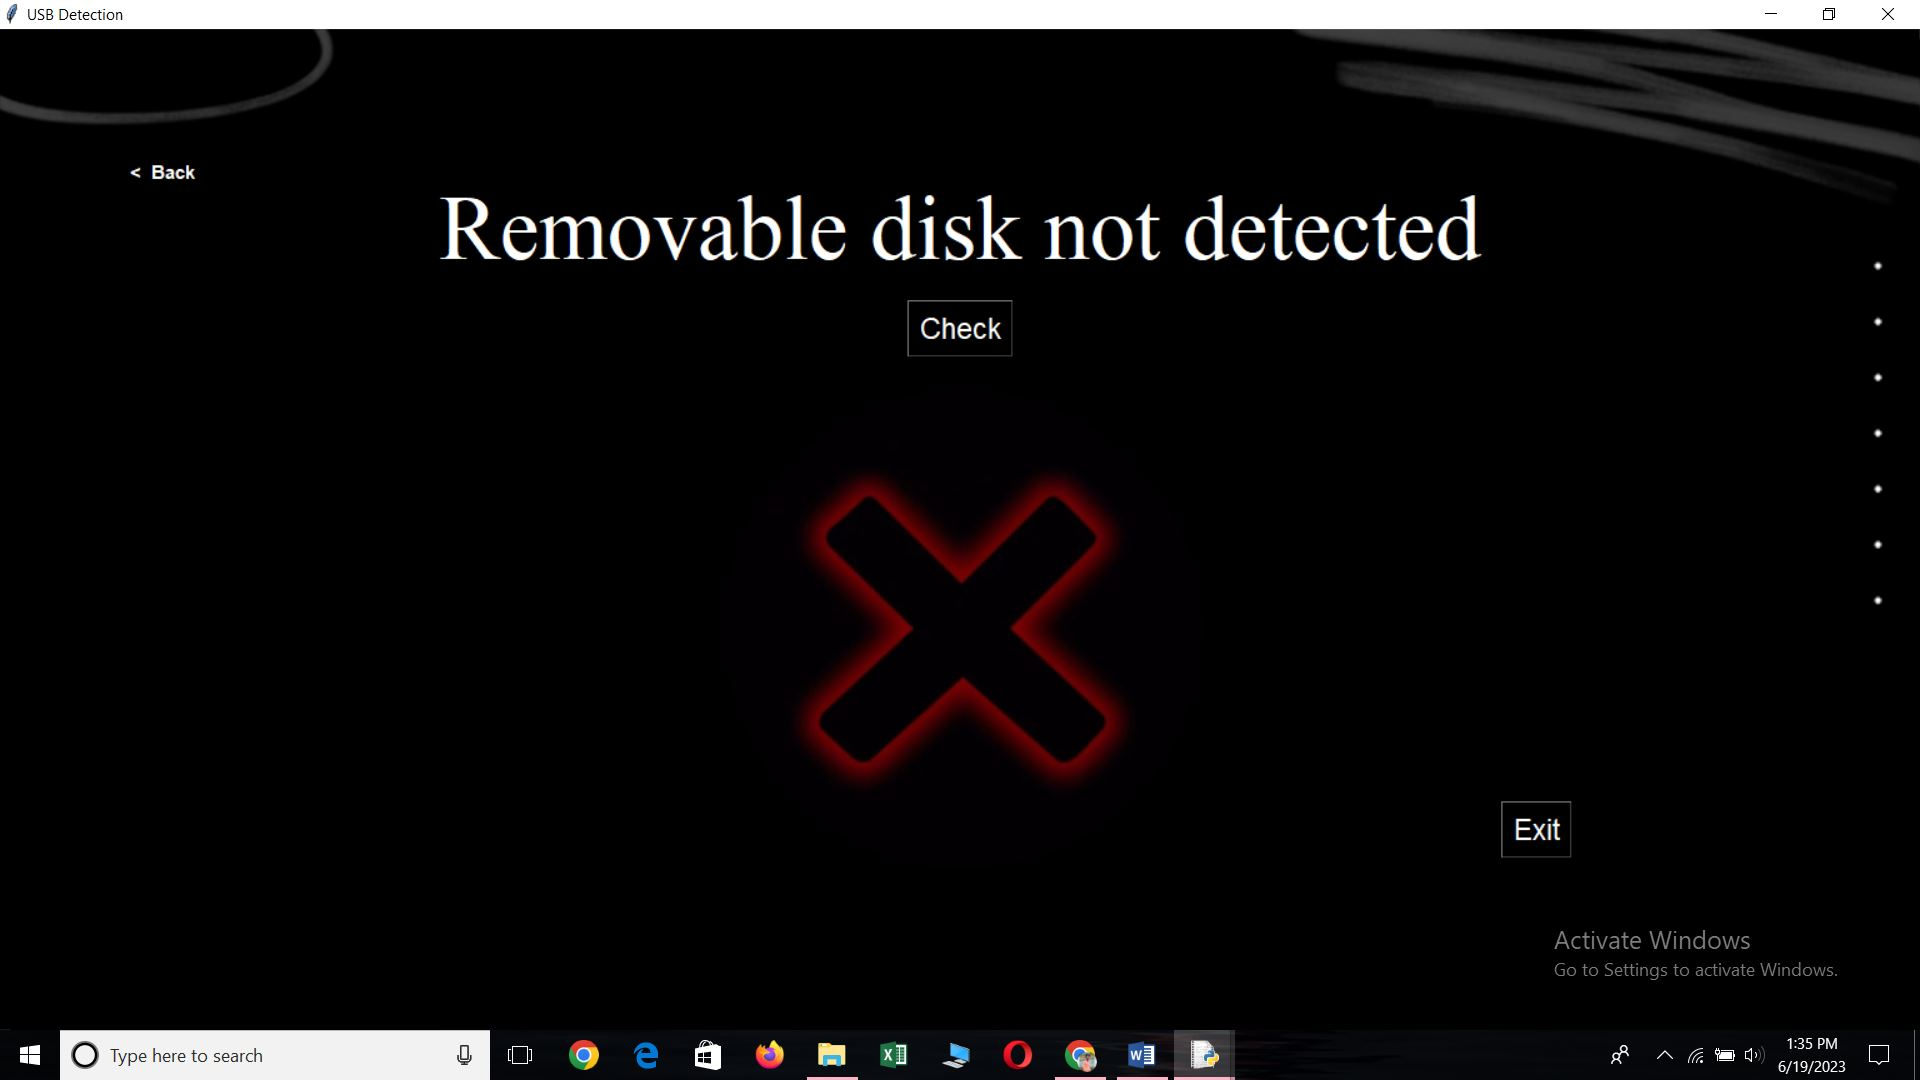 USB Detection
< Back
Removable disk not detected
Check
Exit
Activate Windows
Go to Settings to activate Windows.
Type here to search
1:35 PM
6/19/2023